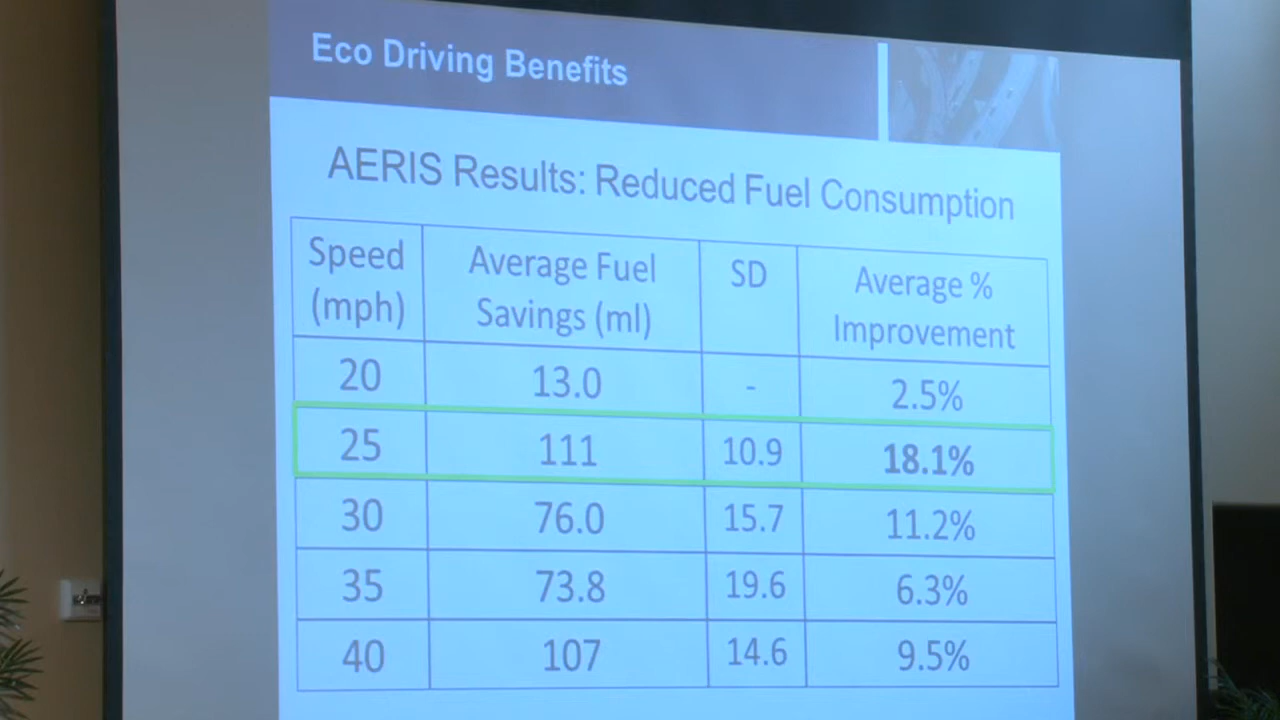 Eco Driving Benefits
AERIS Results: Reduced Fuel Consumption
Speed (mph) Average Fuel Savings (ml) SD Average % Improvement
20 13.0 - 2.5%
25 111 10.9 18.1%
30 76.0 15.7 11.2%
35 73.8 19.6 6.3%
40 107 14.6 9.5%